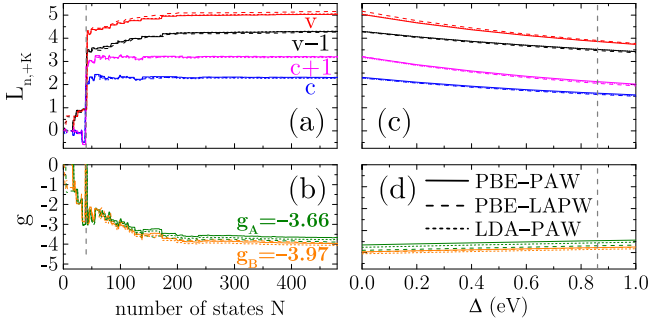 L_{n,+K}
5
4
3
2
1
0
v
v−1
c+1
c
(a)
(c)
g
0
-1
-2
-3
-4
-5
(b)
g_A=−3.66
g_B=−3.97
(d)
PBE−PAW
PBE−LAPW
LDA−PAW
0 100 200 300 400
number of states N
0.0 0.2 0.4 0.6 0.8 1.0
Δ (eV)